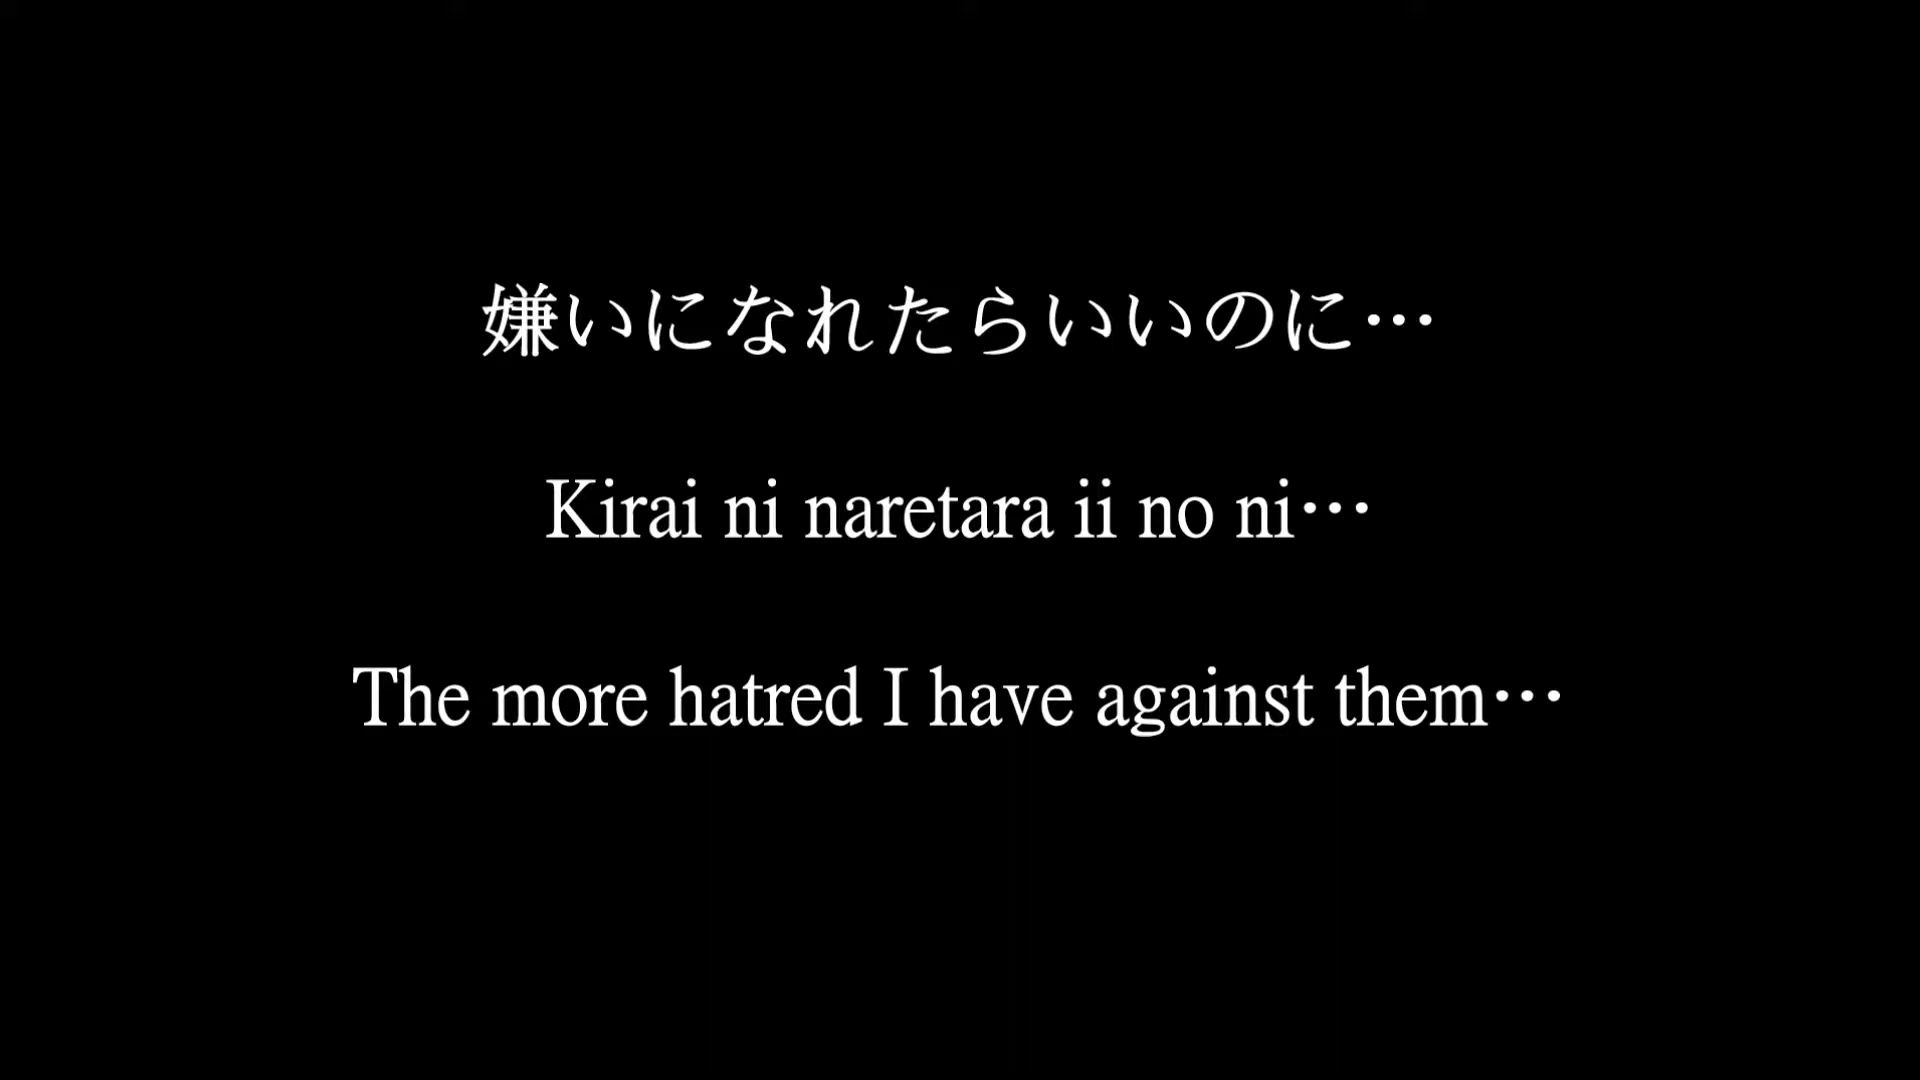 嫌いになれたらいいのに…
Kirai ni naretara ii no ni…
The more hatred I have against them…